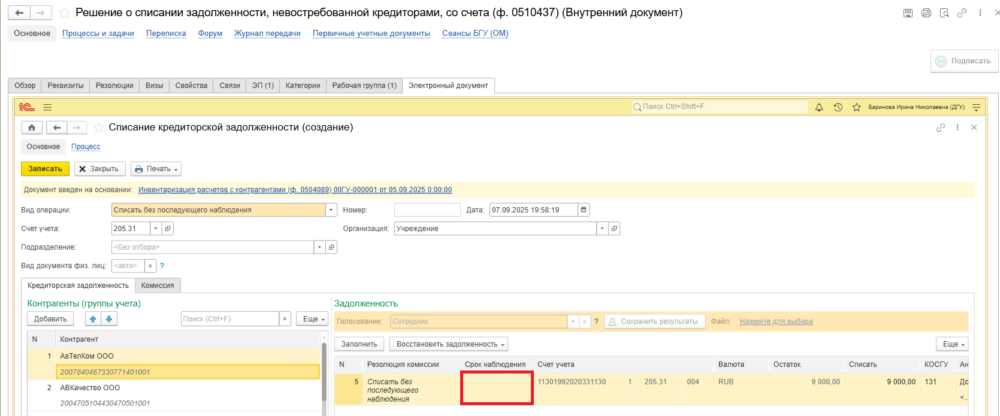 Решение о списании задолженности, невостребованной кредиторами, со счета (ф. 0510437) (Внутренний документ)
Основное Процессы и задачи Переписка Форум Журнал передачи Первичные учетные документы Сеансы БГУ (ОМ)
Подписать
Обзор Реквизиты Резолюции Визы Свойства Связи ЭП (1) Категории Рабочая группа (1) Электронный документ
1С Поиск Ctrl+Shift+F Баринова Ирина Николаевна (ДГУ)
Списание кредиторской задолженности (создание)
Основное Процесс
Записать Закрыть Печать
Документ введен на основании: Инвентаризация расчетов с контрагентами (ф. 0504089) 00ГУ-000001 от 05.09.2025 0:00:00
Вид операции: Списать без последующего наблюдения Номер: Дата: 07.09.2025 19:58:19
Счет учета: 205.31 Организация: Учреждение
Подразделение: <Без отбора>
Вид документа физ. лиц: <авто> × ?
Кредиторская задолженность Комиссия
Контрагенты (группы учета) Задолженность
Добавить Поиск (Ctrl+F) × Еще Голосование: Сотрудник × ? Сохранить результаты Файл: Нажмите для выбора
Заполнить Восстановить задолженность Еще
N Контрагент
1 АвТелКом ООО
2007840467330771401001
2 АВКачество ООО
2004705104430470501001
N Резолюция комиссии Срок наблюдения Счет учета Валюта Остаток Списать КОСГУ Ан
5 Списать без 11301992020331130 1 205.31 004 RUB 9 000,00 9 000,00 131 До
последующего
наблюдения <...